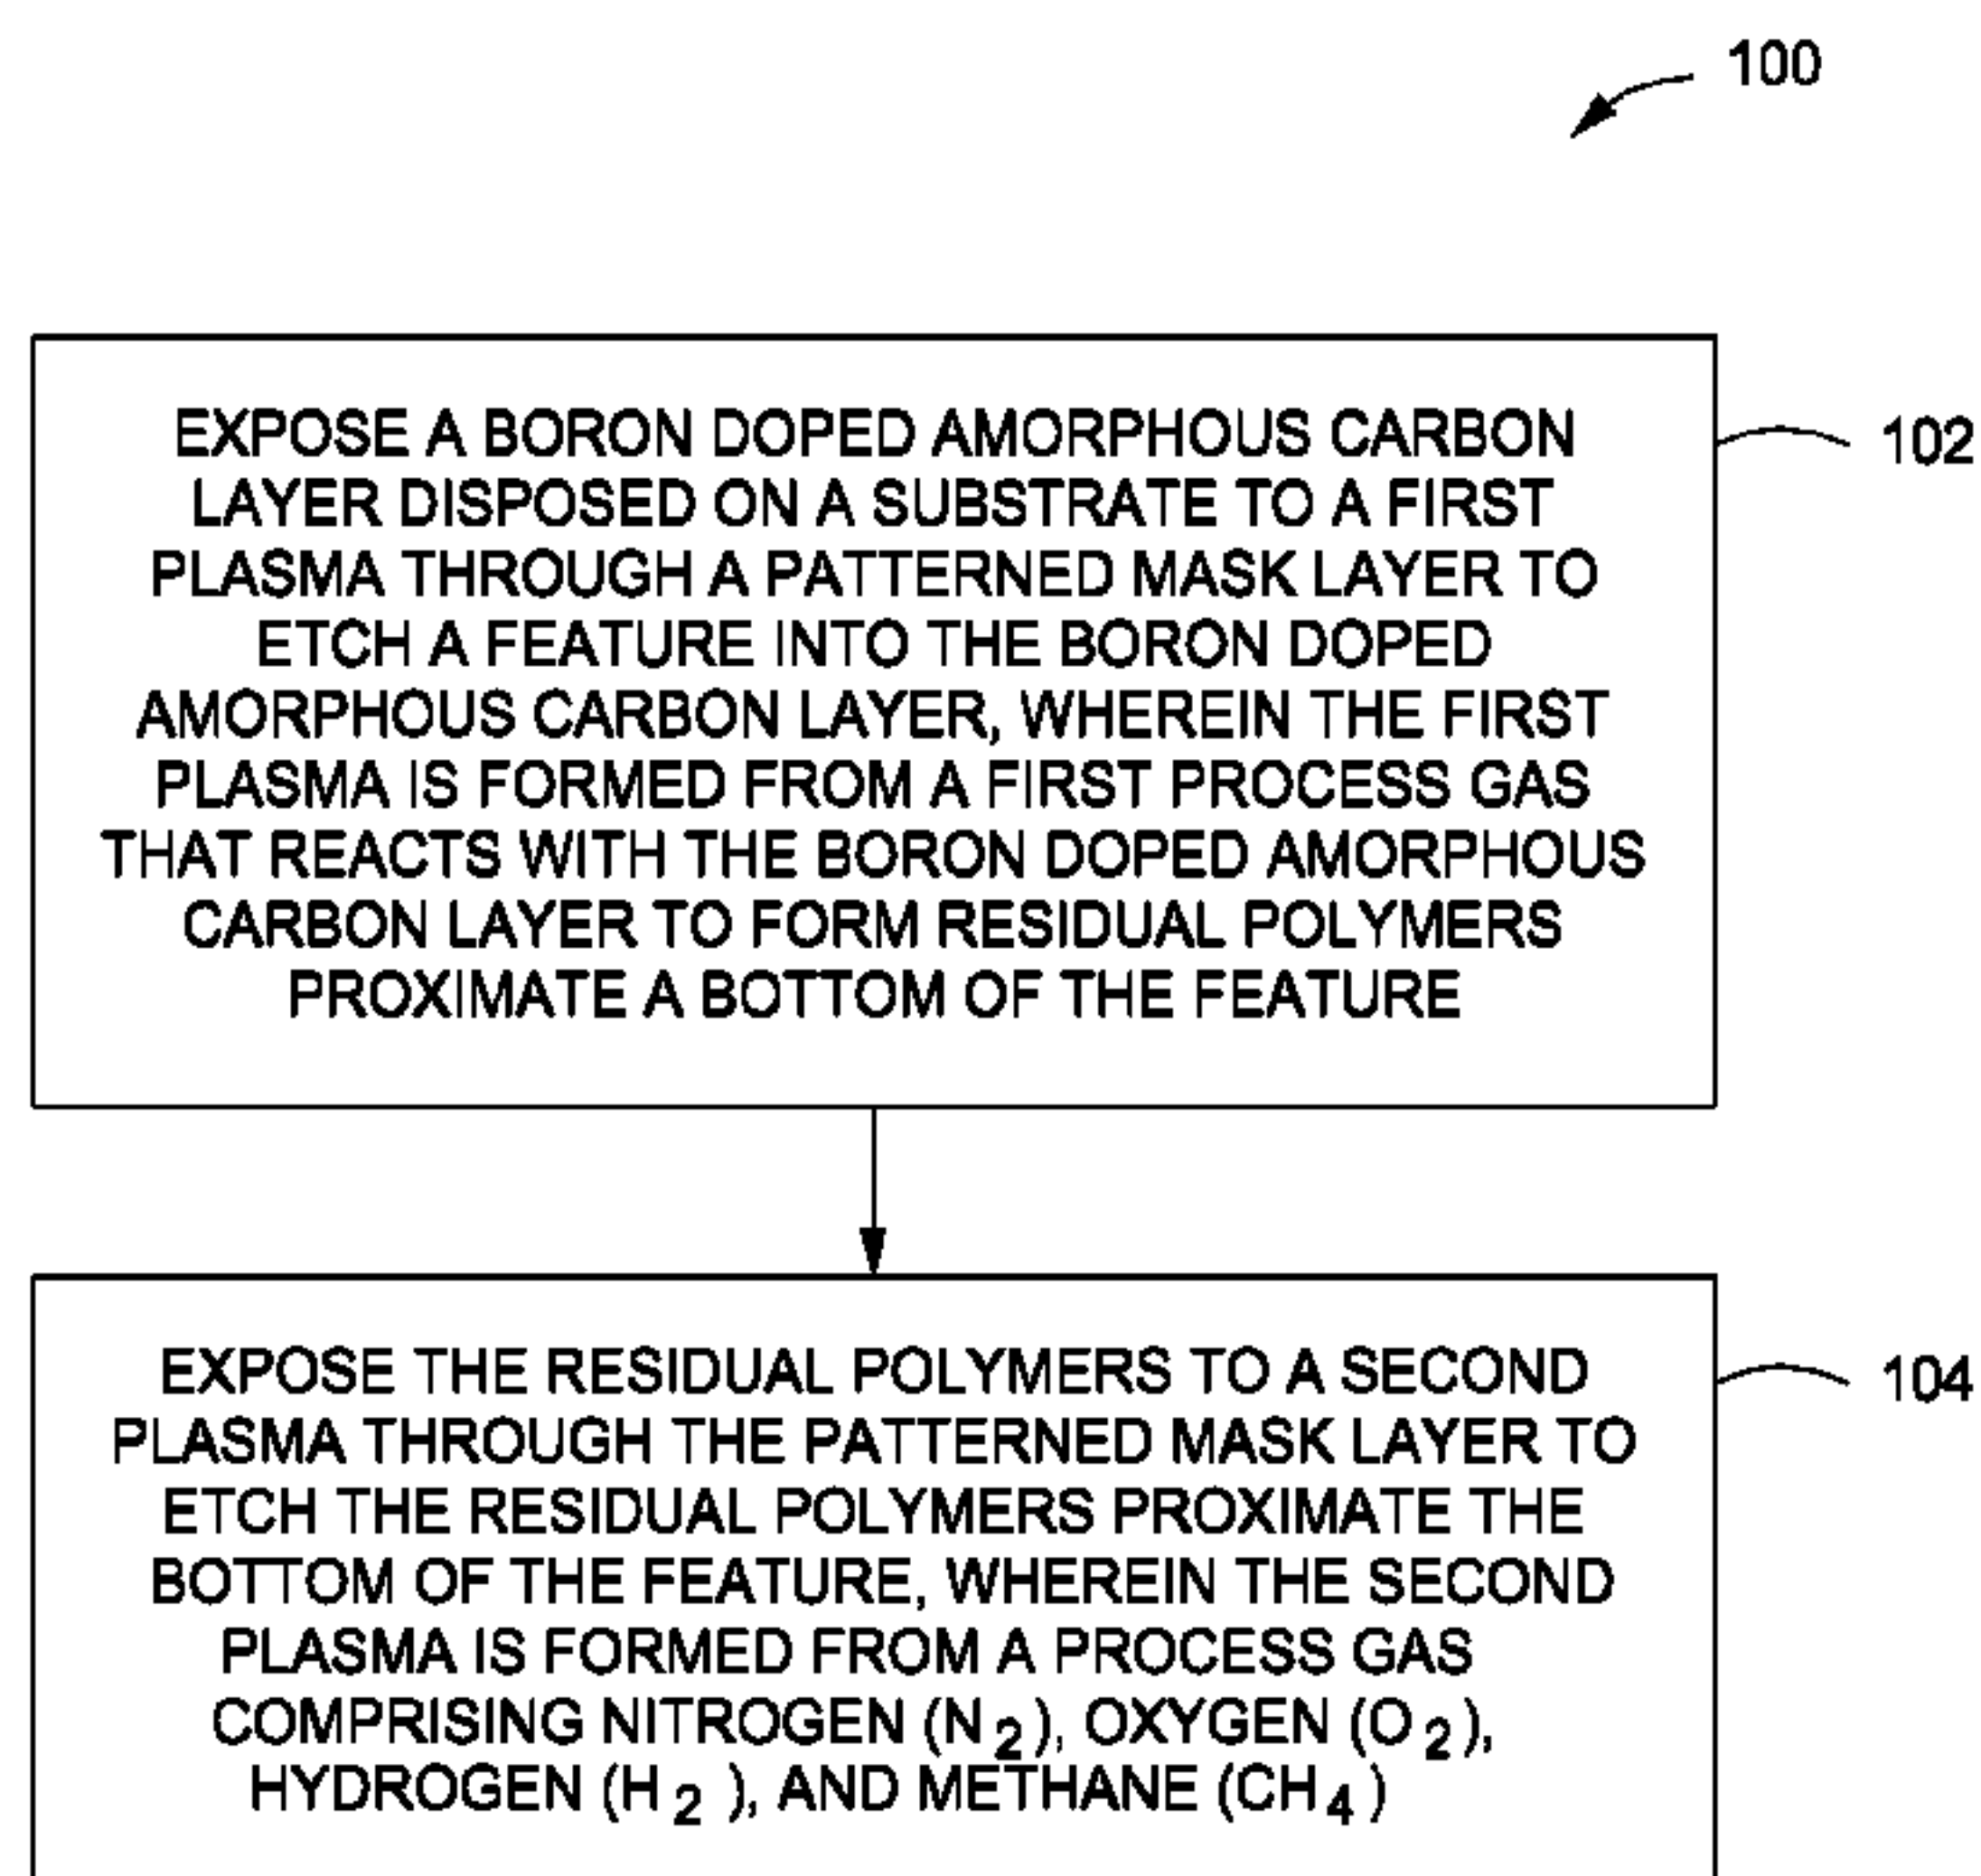 100
EXPOSE A BORON DOPED AMORPHOUS CARBON
LAYER DISPOSED ON A SUBSTRATE TO A FIRST
PLASMA THROUGH A PATTERNED MASK LAYER TO
ETCH A FEATURE INTO THE BORON DOPED
AMORPHOUS CARBON LAYER, WHEREIN THE FIRST
PLASMA IS FORMED FROM A FIRST PROCESS GAS
THAT REACTS WITH THE BORON DOPED AMORPHOUS
CARBON LAYER TO FORM RESIDUAL POLYMERS
PROXIMATE A BOTTOM OF THE FEATURE
102
EXPOSE THE RESIDUAL POLYMERS TO A SECOND
PLASMA THROUGH THE PATTERNED MASK LAYER TO
ETCH THE RESIDUAL POLYMERS PROXIMATE THE
BOTTOM OF THE FEATURE, WHEREIN THE SECOND
PLASMA IS FORMED FROM A PROCESS GAS
COMPRISING NITROGEN (N₂), OXYGEN (O₂),
HYDROGEN (H₂), AND METHANE (CH₄)
104